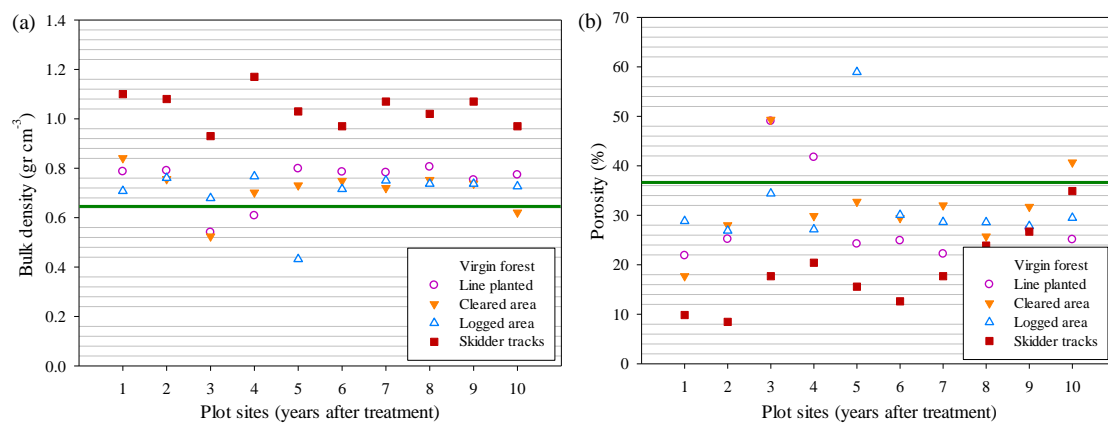 (a)
Bulk density (gr cm-3)
1.4
1.2
1.0
0.8
0.6
0.4
0.2
0.0
1 2 3 4 5 6 7 8 9 10
Plot sites (years after treatment)
Virgin forest
Line planted
Cleared area
Logged area
Skidder tracks
(b)
Porosity (%)
70
60
50
40
30
20
10
0
1 2 3 4 5 6 7 8 9 10
Plot sites (years after treatment)
Virgin forest
Line planted
Cleared area
Logged area
Skidder tracks